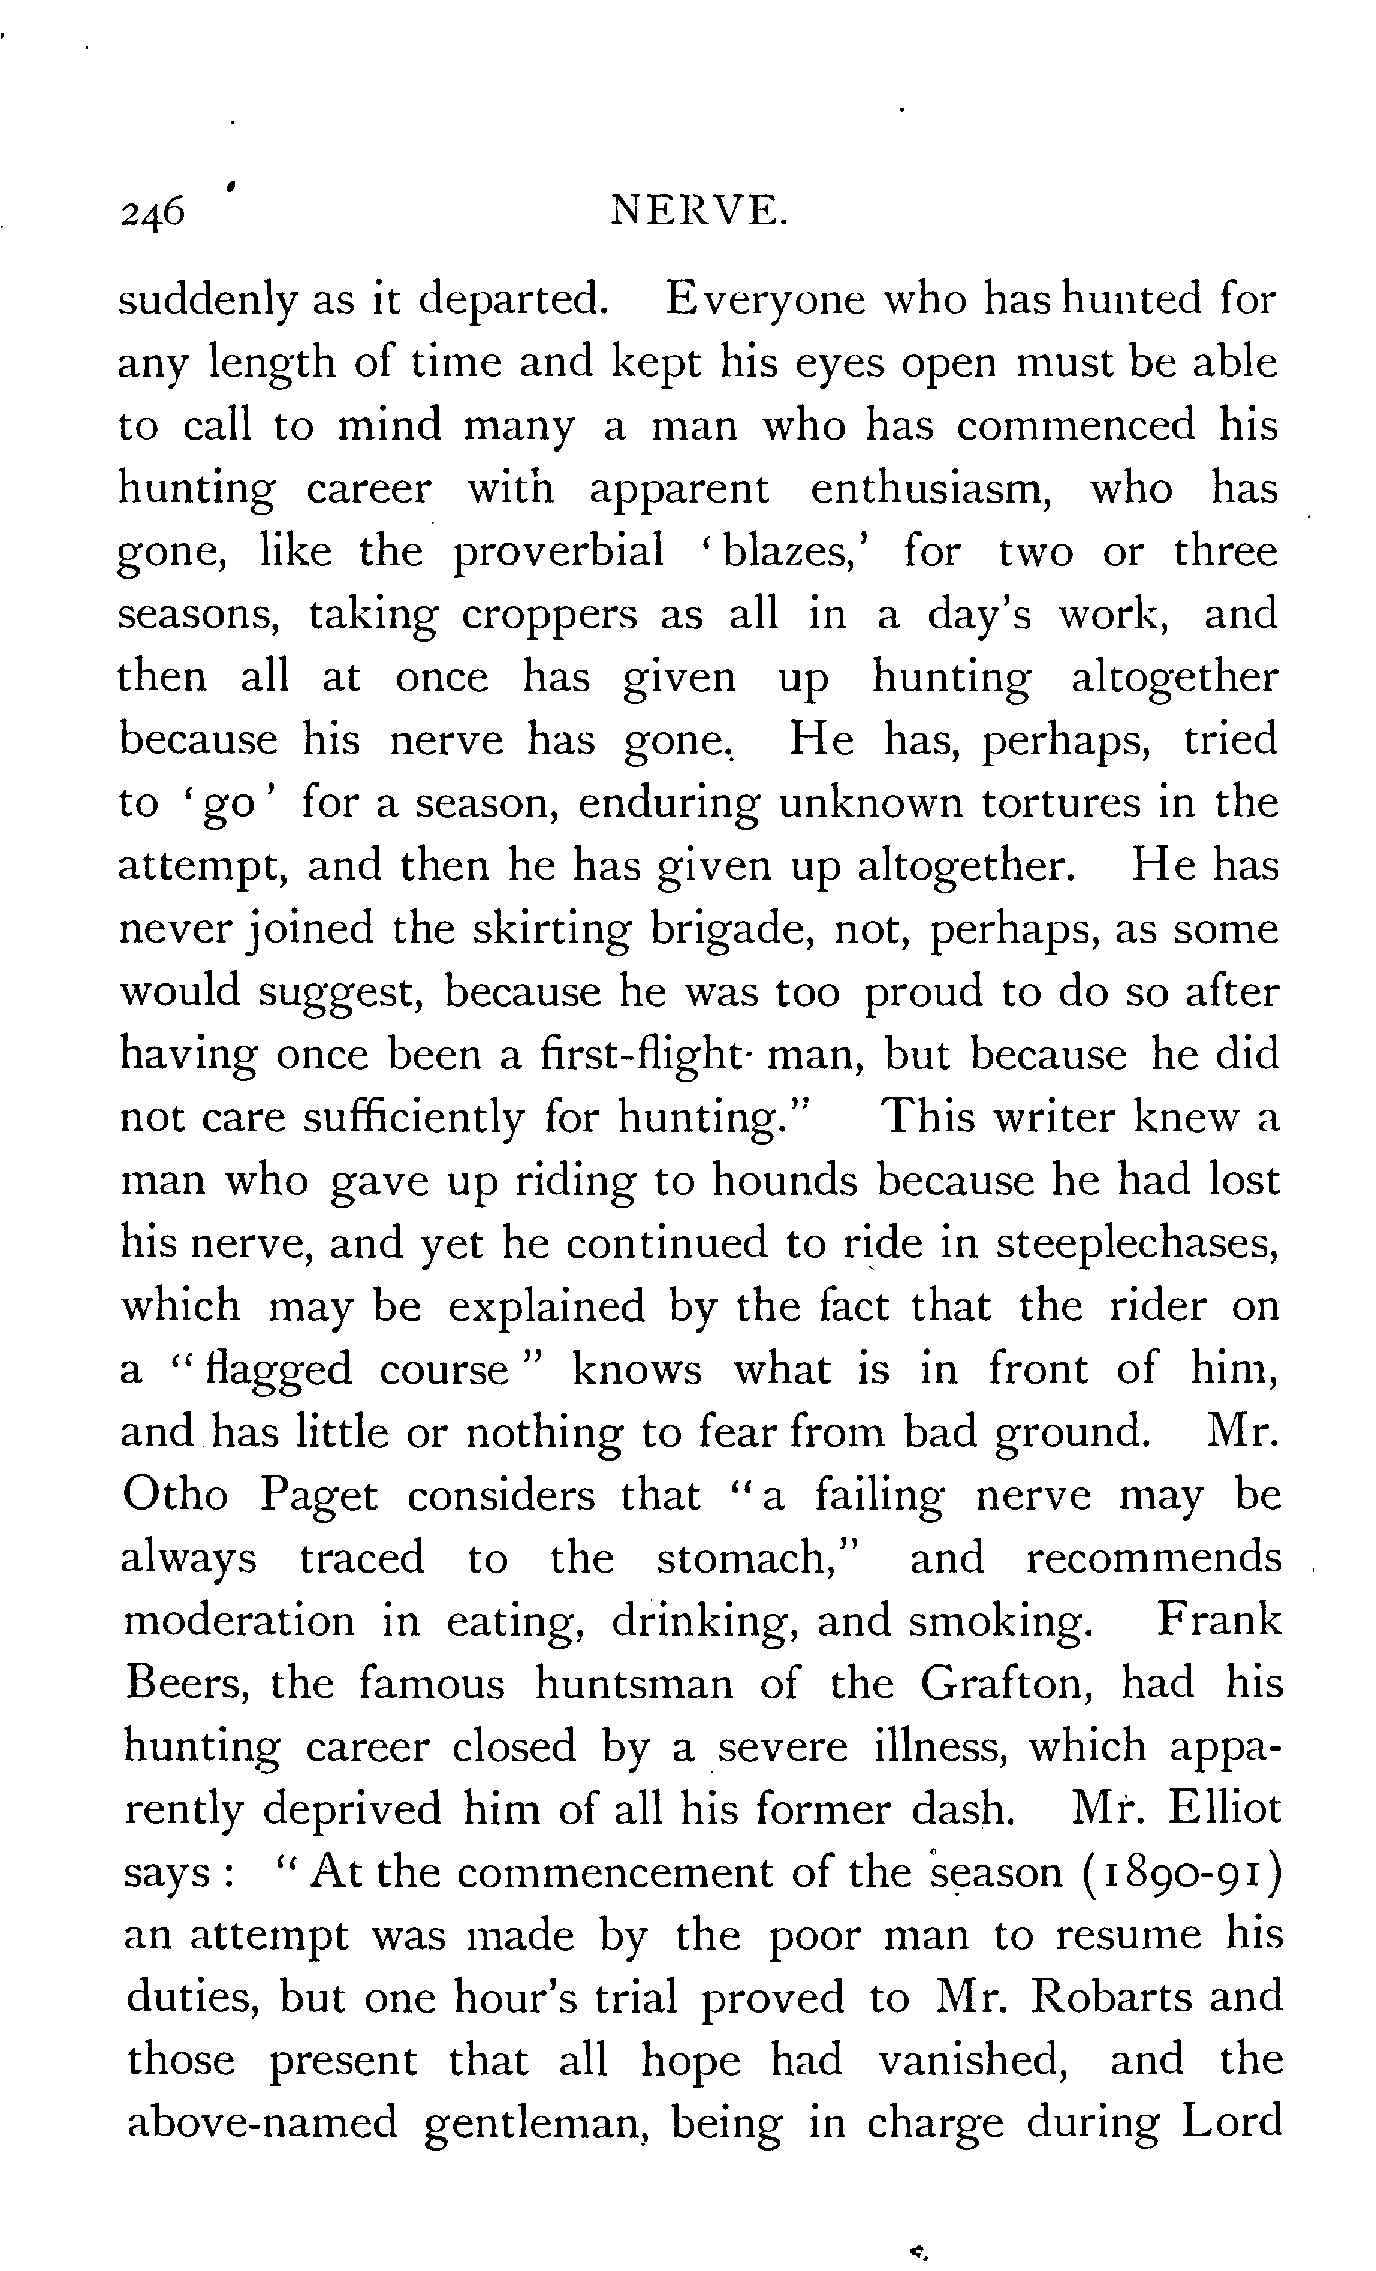 246 NERVE.
suddenly as it departed. Everyone who has hunted for
any length of time and kept his eyes open must be able
to call to mind many a man who has commenced his
hunting career with apparent enthusiasm, who has
gone, like the proverbial ‘blazes,’ for two or three
seasons, taking croppers as all in a day's work, and
then all at once has given up hunting altogether
because his nerve has gone. He has, perhaps, tried
to ‘go’ for a season, enduring unknown tortures in the
attempt, and then he has given up altogether. He has
never joined the skirting brigade, not, perhaps, as some
would suggest, because he was too proud to do so after
having once been a first-flight man, but because he did
not care sufficiently for hunting.” This writer knew a
man who gave up riding to hounds because he had lost
his nerve, and yet he continued to ride in steeplechases,
which may be explained by the fact that the rider on
a “flagged course” knows what is in front of him,
and has little or nothing to fear from bad ground. Mr.
Otho Paget considers that “a failing nerve may be
always traced to the stomach,” and recommends
moderation in eating, drinking, and smoking. Frank
Beers, the famous huntsman of the Grafton, had his
hunting career closed by a severe illness, which appa-
rently deprived him of all his former dash. Mr. Elliot
says : “At the commencement of the season (1890-91)
an attempt was made by the poor man to resume his
duties, but one hour's trial proved to Mr. Robarts and
those present that all hope had vanished, and the
above-named gentleman, being in charge during Lord